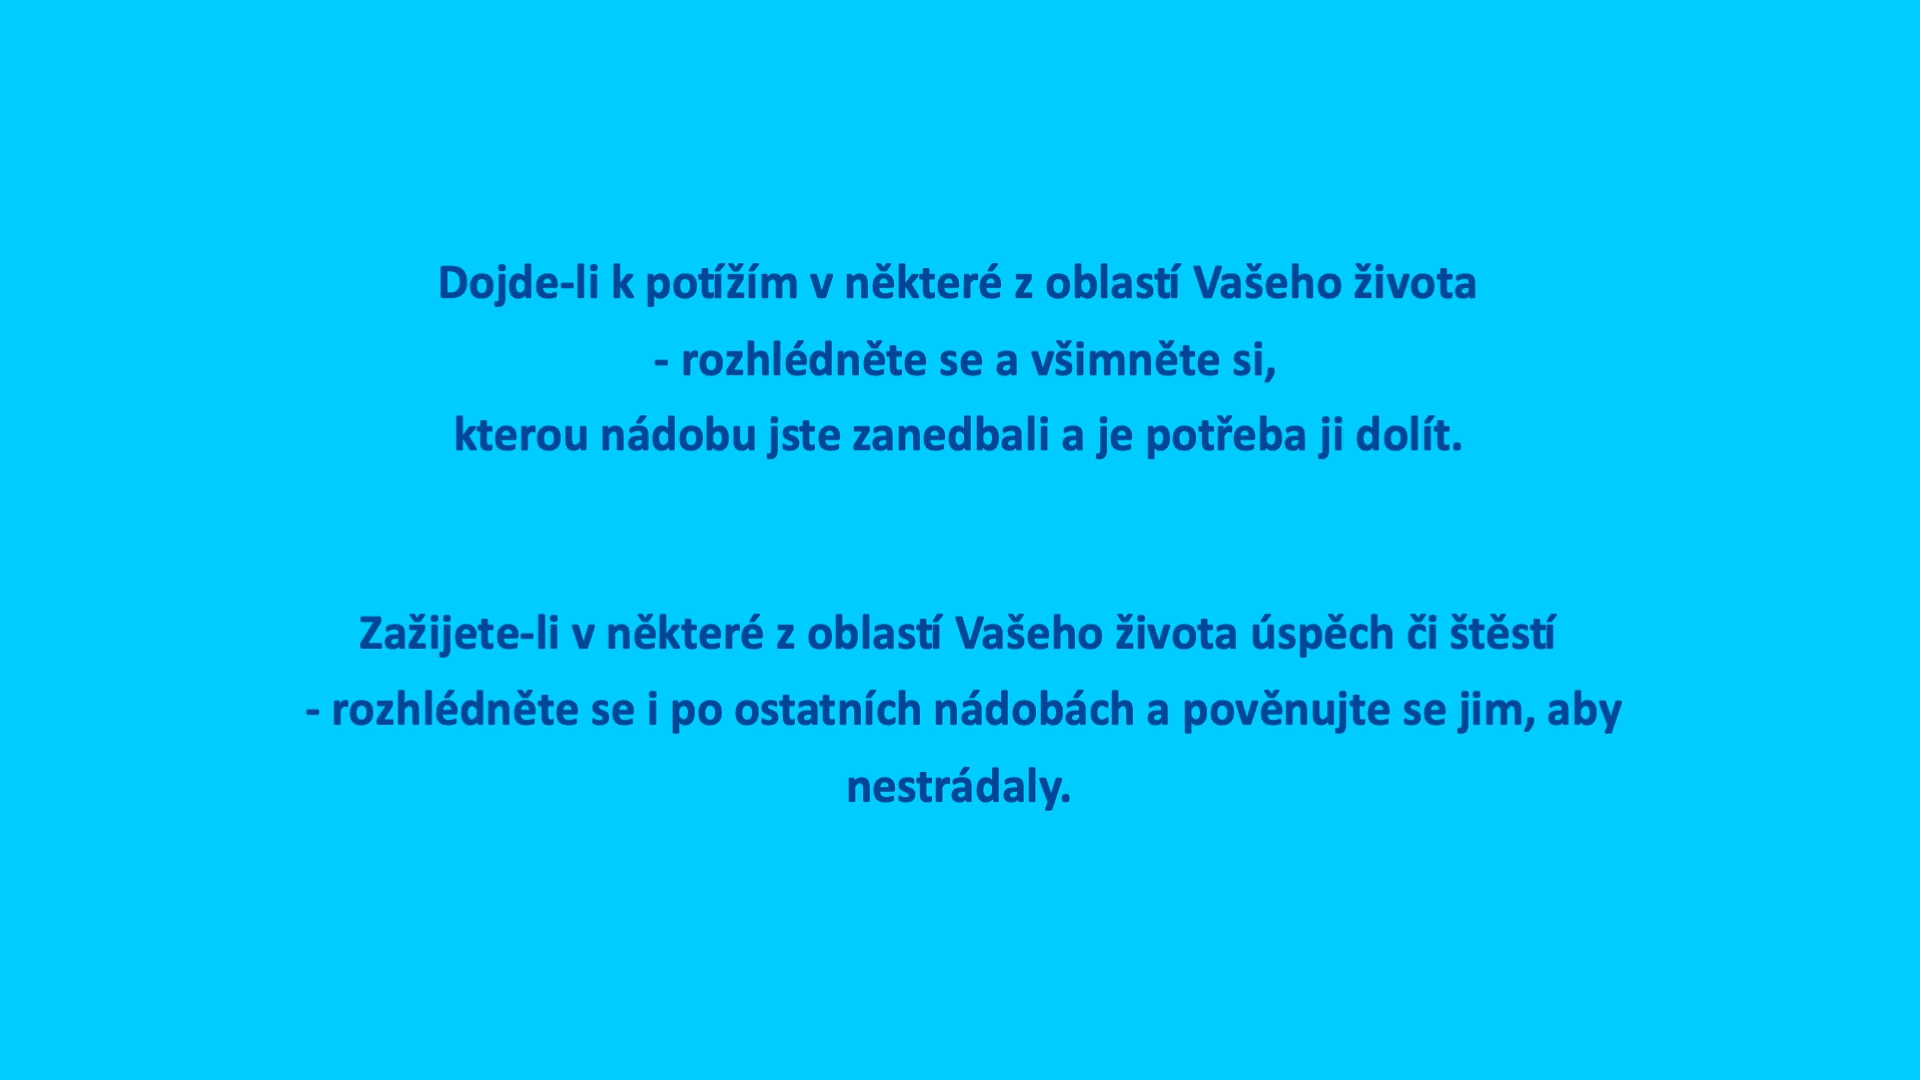 Dojde-li k potížím v některé z oblastí Vašeho života
- rozhlédněte se a všimněte si,
kterou nádobu jste zanedbali a je potřeba ji dolít.
Zažijete-li v některé z oblastí Vašeho života úspěch či štěstí
- rozhlédněte se i po ostatních nádobách a pověnujte se jim, aby
nestrádaly.